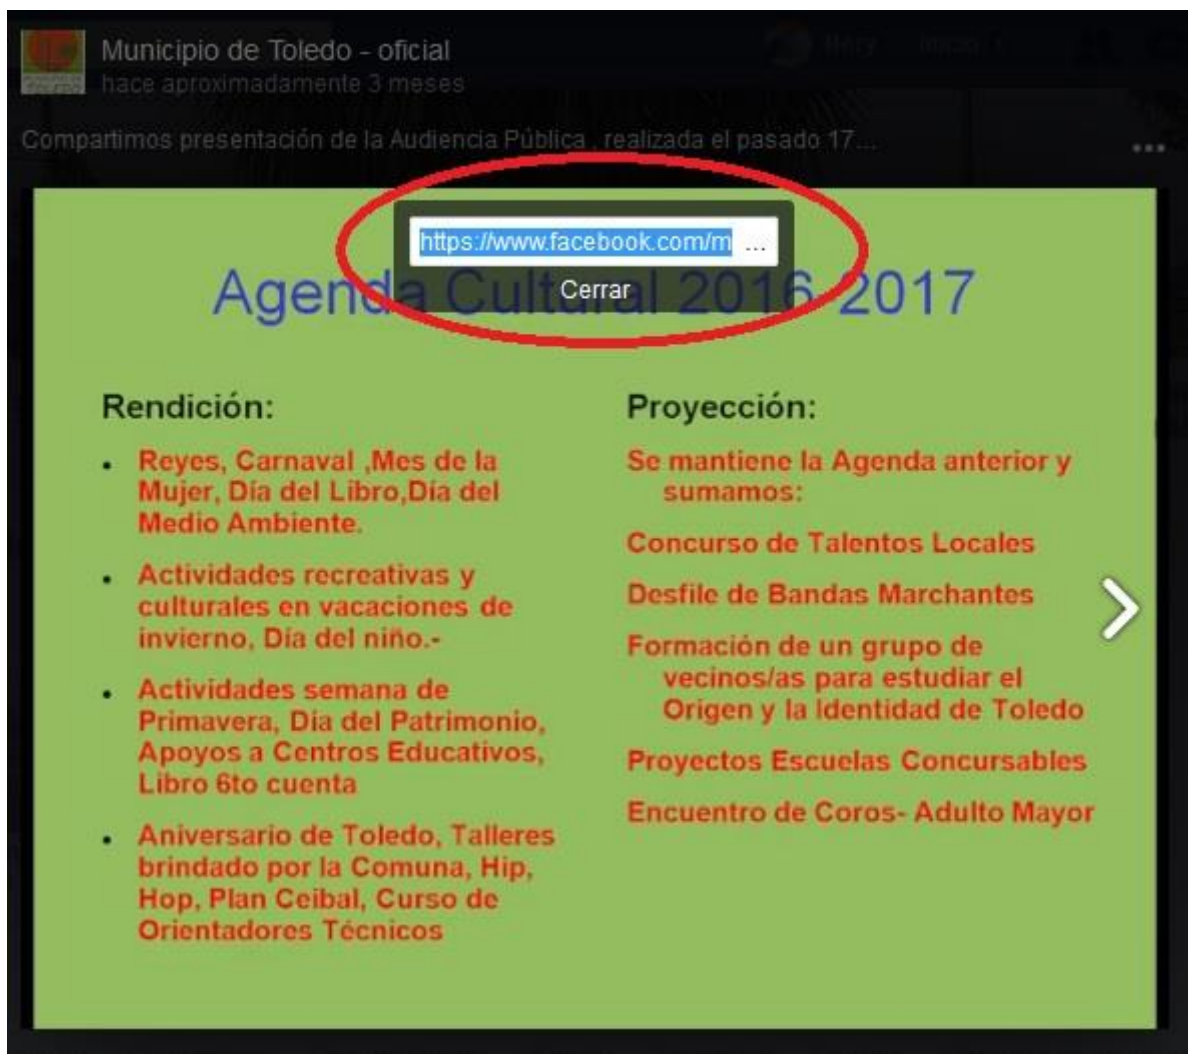 Municipio de Toledo - oficial
hace aproximadamente 3 meses
Compartimos presentación de la Audiencia Pública , realizada el pasado 17...
https://www.facebook.com/m ...
Cerrar
Agenda Cultural 2016-2017
Rendición:
• Reyes, Carnaval ,Mes de la
Mujer, Día del Libro,Día del
Medio Ambiente.
• Actividades recreativas y
culturales en vacaciones de
invierno, Día del niño.-
• Actividades semana de
Primavera, Día del Patrimonio,
Apoyos a Centros Educativos,
Libro 6to cuenta
• Aniversario de Toledo, Talleres
brindado por la Comuna, Hip,
Hop, Plan Ceibal, Curso de
Orientadores Técnicos
Proyección:
Se mantiene la Agenda anterior y
sumamos:
Concurso de Talentos Locales
Desfile de Bandas Marchantes
Formación de un grupo de
vecinos/as para estudiar el
Origen y la Identidad de Toledo
Proyectos Escuelas Concursables
Encuentro de Coros- Adulto Mayor